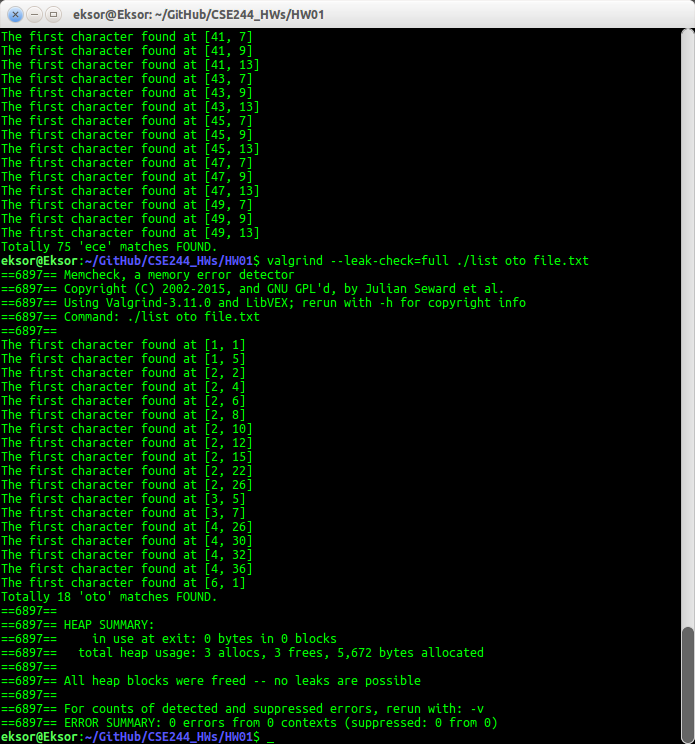 eksor@Eksor: ~/GitHub/CSE244_HWs/HW01
The first character found at [41, 7]
The first character found at [41, 9]
The first character found at [41, 13]
The first character found at [43, 7]
The first character found at [43, 9]
The first character found at [43, 13]
The first character found at [45, 7]
The first character found at [45, 9]
The first character found at [45, 13]
The first character found at [47, 7]
The first character found at [47, 9]
The first character found at [47, 13]
The first character found at [49, 7]
The first character found at [49, 9]
The first character found at [49, 13]
Totally 75 'ece' matches FOUND.
eksor@Eksor:~/GitHub/CSE244_HWs/HW01$ valgrind --leak-check=full ./list oto file.txt
==6897== Memcheck, a memory error detector
==6897== Copyright (C) 2002-2015, and GNU GPL'd, by Julian Seward et al.
==6897== Using Valgrind-3.11.0 and LibVEX; rerun with -h for copyright info
==6897== Command: ./list oto file.txt
==6897==
The first character found at [1, 1]
The first character found at [1, 5]
The first character found at [2, 2]
The first character found at [2, 4]
The first character found at [2, 6]
The first character found at [2, 8]
The first character found at [2, 10]
The first character found at [2, 12]
The first character found at [2, 15]
The first character found at [2, 22]
The first character found at [2, 26]
The first character found at [3, 5]
The first character found at [3, 7]
The first character found at [4, 26]
The first character found at [4, 30]
The first character found at [4, 32]
The first character found at [4, 36]
The first character found at [6, 1]
Totally 18 'oto' matches FOUND.
==6897==
==6897== HEAP SUMMARY:
==6897==     in use at exit: 0 bytes in 0 blocks
==6897==   total heap usage: 3 allocs, 3 frees, 5,672 bytes allocated
==6897==
==6897== All heap blocks were freed -- no leaks are possible
==6897==
==6897== For counts of detected and suppressed errors, rerun with: -v
==6897== ERROR SUMMARY: 0 errors from 0 contexts (suppressed: 0 from 0)
eksor@Eksor:~/GitHub/CSE244_HWs/HW01$ _